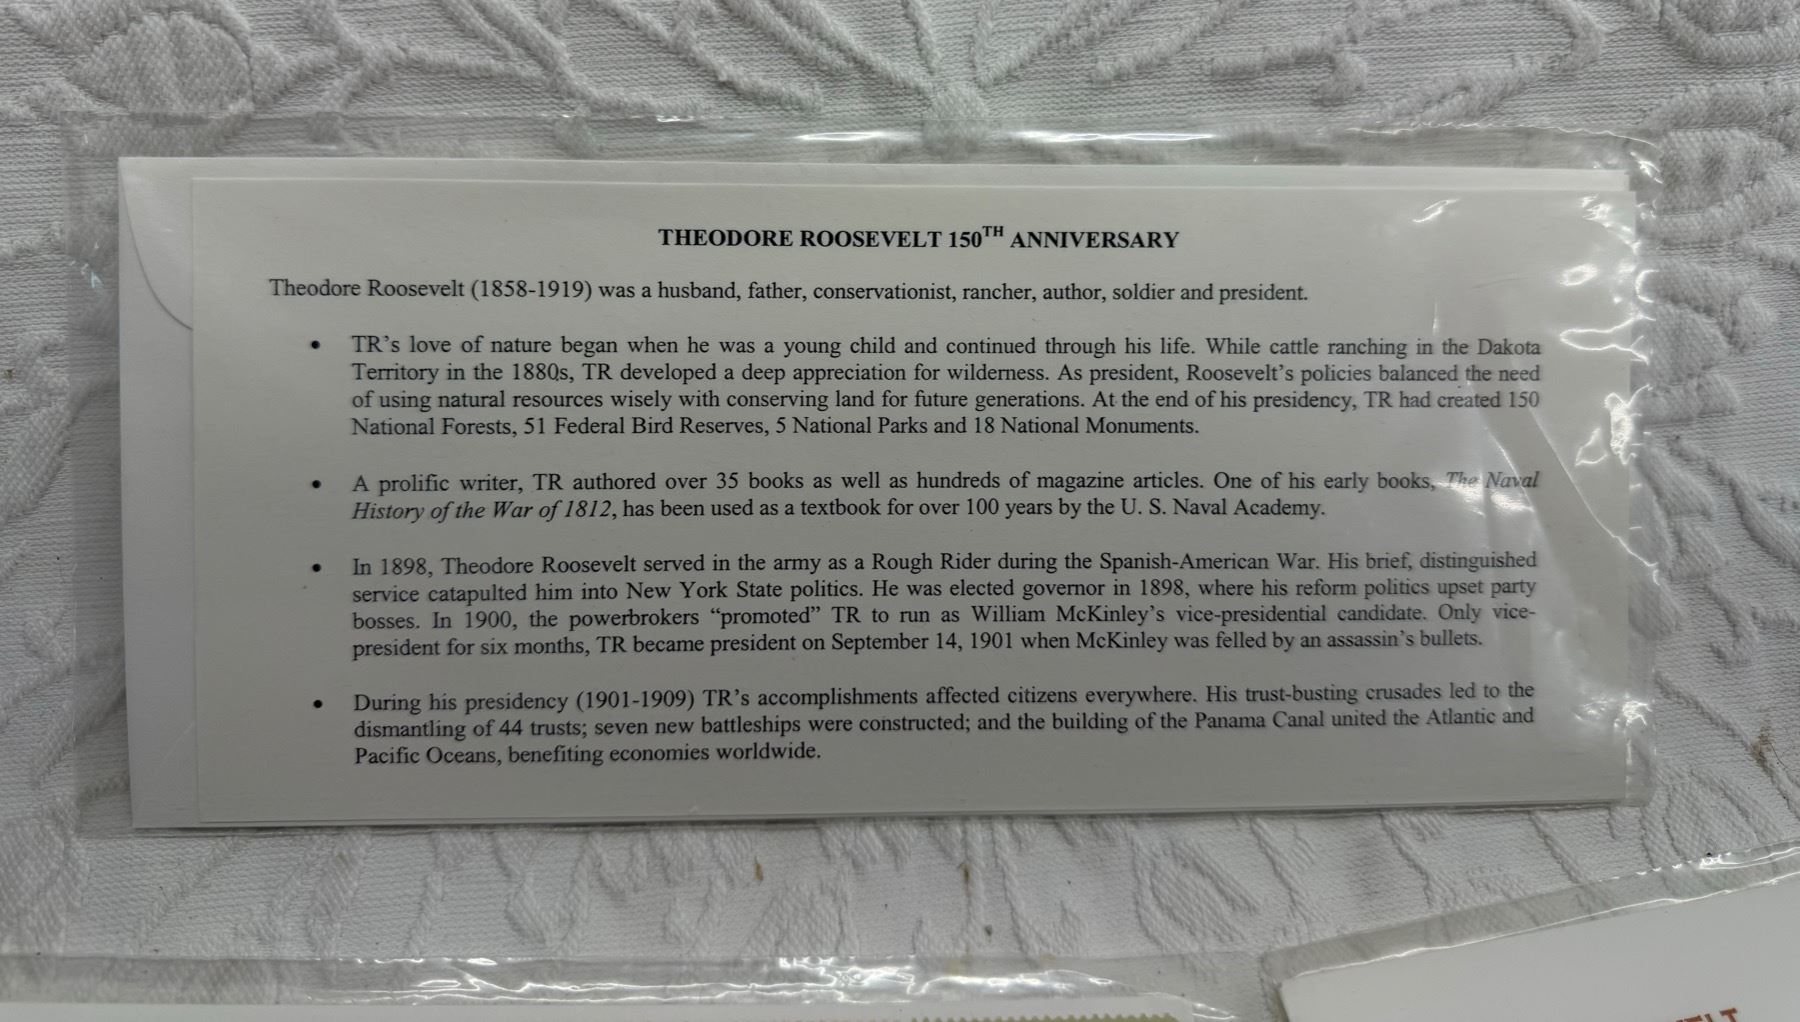 THEODORE ROOSEVELT 150TH ANNIVERSARY
Theodore Roosevelt (1858-1919) was a husband, father, conservationist, rancher, author, soldier and president.
• TR's love of nature began when he was a young child and continued through his life. While cattle ranching in the Dakota
Territory in the 1880s, TR developed a deep appreciation for wilderness. As president, Roosevelt's policies balanced the need
of using natural resources wisely with conserving land for future generations. At the end of his presidency, TR had created 150
National Forests, 51 Federal Bird Reserves, 5 National Parks and 18 National Monuments.
• A prolific writer, TR authored over 35 books as well as hundreds of magazine articles. One of his early books, The Naval
History of the War of 1812, has been used as a textbook for over 100 years by the U. S. Naval Academy.
• In 1898, Theodore Roosevelt served in the army as a Rough Rider during the Spanish-American War. His brief, distinguished
service catapulted him into New York State politics. He was elected governor in 1898, where his reform politics upset party
bosses. In 1900, the powerbrokers “promoted” TR to run as William McKinley's vice-presidential candidate. Only vice-
president for six months, TR became president on September 14, 1901 when McKinley was felled by an assassin's bullets.
• During his presidency (1901-1909) TR's accomplishments affected citizens everywhere. His trust-busting crusades led to the
dismantling of 44 trusts; seven new battleships were constructed; and the building of the Panama Canal united the Atlantic and
Pacific Oceans, benefiting economies worldwide.